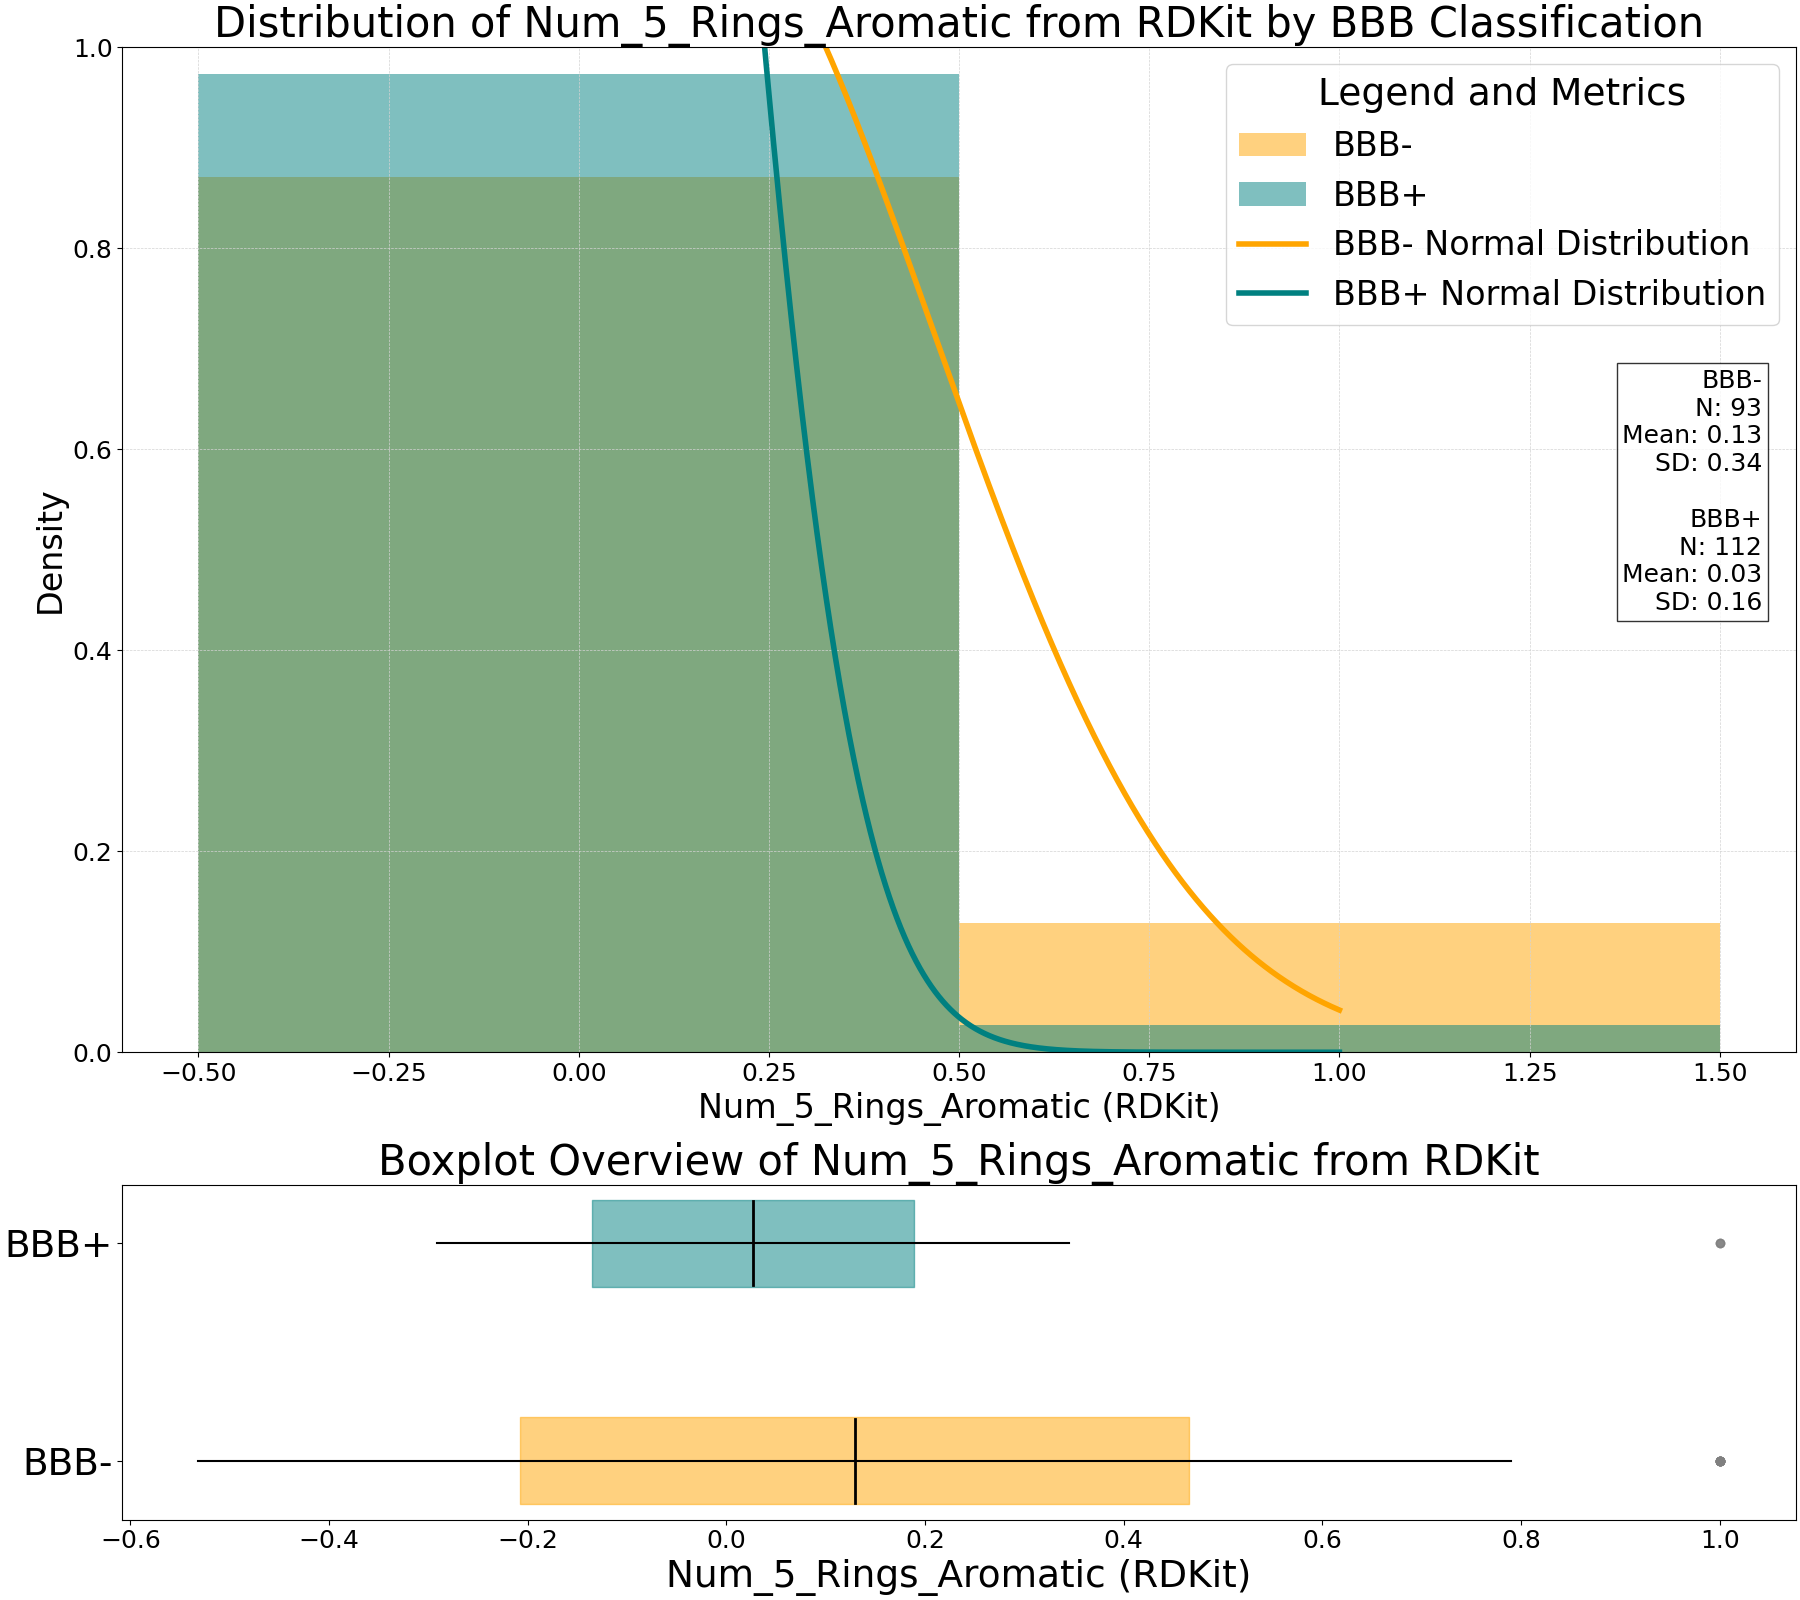 Distribution of Num_5_Rings_Aromatic from RDKit by BBB Classification
1.0
0.8
0.6
0.4
0.2
0.0
Density
Legend and Metrics
BBB-
BBB+
BBB- Normal Distribution
BBB+ Normal Distribution
BBB-
N: 93
Mean: 0.13
SD: 0.34
BBB+
N: 112
Mean: 0.03
SD: 0.16
−0.50 −0.25 0.00 0.25 0.50 0.75 1.00 1.25 1.50
Num_5_Rings_Aromatic (RDKit)
Boxplot Overview of Num_5_Rings_Aromatic from RDKit
BBB+
BBB-
−0.6 −0.4 −0.2 0.0 0.2 0.4 0.6 0.8 1.0
Num_5_Rings_Aromatic (RDKit)